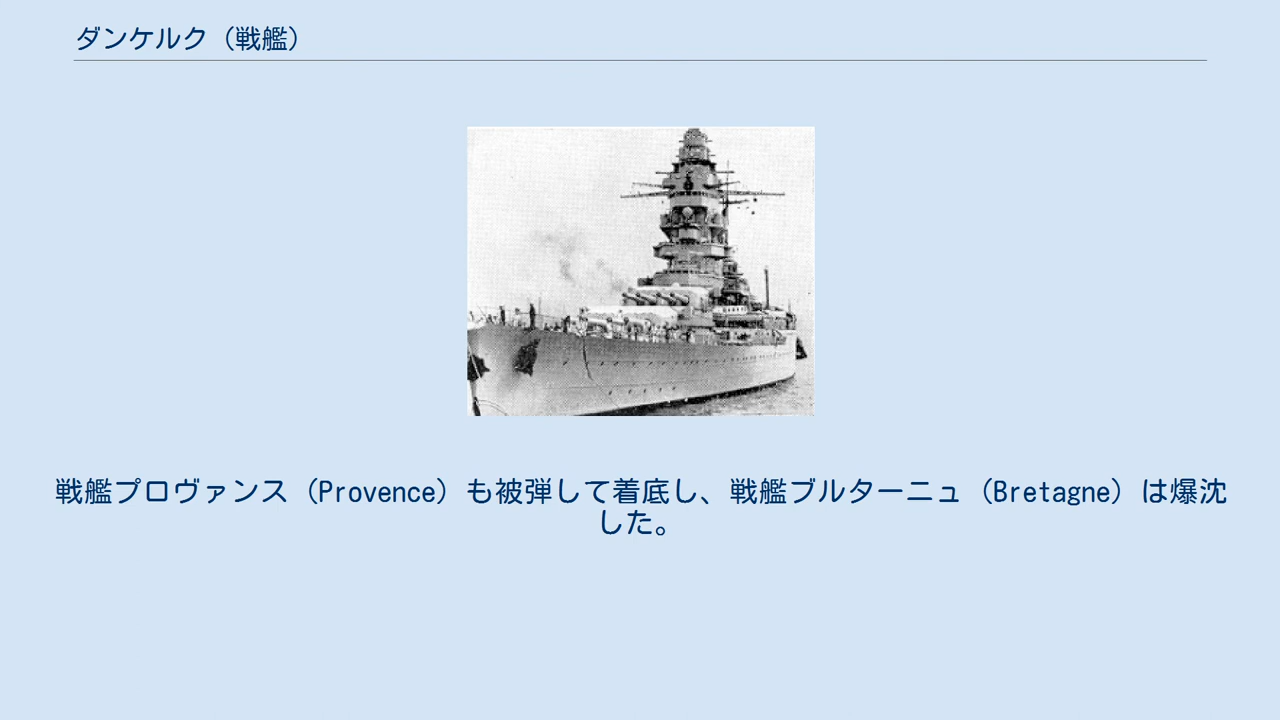 ダンケルク（戦艦）
戦艦プロヴァンス（Provence）も被弾して着底し、戦艦ブルターニュ（Bretagne）は爆沈
した。